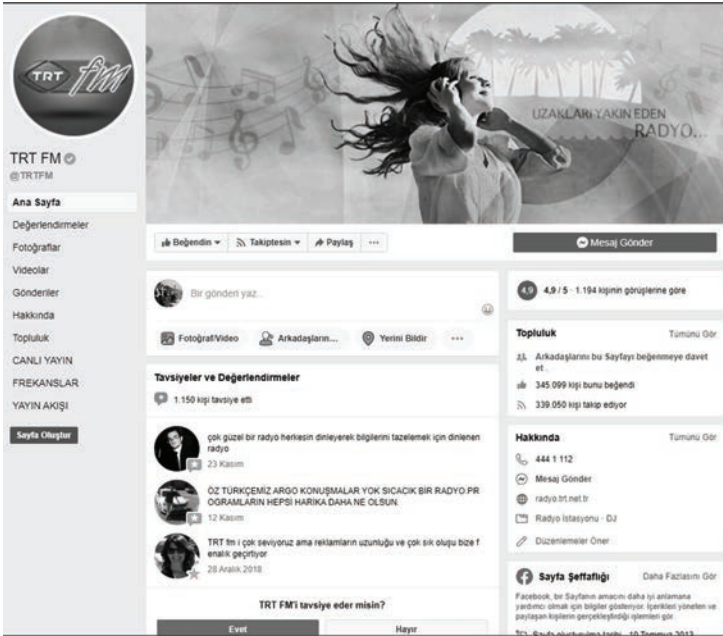 TRT fm
UZAKLARI YAKIN EDEN
RADYO...
TRT FM
@TRTFM
Ana Sayfa
Değerlendirmeler
Fotoğraflar
Videolar
Gönderiler
Hakkında
Topluluk
CANLI YAYIN
FREKANSLAR
YAYIN AKIŞI
Sayfa Oluştur
Beğendin
Takiptesin
Paylaş
Mesaj Gönder
Bir gönderi yaz...
Fotoğraf/Video
Arkadaşların...
Yerini Bildir
Tavsiyeler ve Değerlendirmeler
1.150 kişi tavsiye etti
çok güzel bir radyo herkesin dinleyerek bilgilerini tazelemek için dinlenen
radyo
23 Kasım
ÖZ TÜRKÇEMİZ ARGO KONUŞMALAR YOK SICACIK BİR RADYO PR
OGRAMLARIN HEPSİ HARİKA DAHA NE OLSUN.
12 Kasım
TRT fm i çok seviyoruz ama reklamların uzunluğu ve çok sık oluşu bize f
enalık geçirtiyor
28 Aralık 2018
TRT FM'i tavsiye eder misin?
Evet
Hayır
4,9
4,9 / 5 · 1.194 kişinin görüşlerine göre
Topluluk
Tümünü Gör
Arkadaşlarını bu Sayfayı beğenmeye davet
et .
345.099 kişi bunu beğendi
339.050 kişi takip ediyor
Hakkında
Tümünü Gör
444 1 112
Mesaj Gönder
radyo.trt.net.tr
Radyo İstasyonu · DJ
Düzenlemeler Öner
Sayfa Şeffaflığı
Daha Fazlasını Gör
Facebook, bir Sayfanın amacını daha iyi anlamana
yardımcı olmak için bilgiler gösteriyor. İçerikleri yöneten ve
paylaşan kişilerin gerçekleştirdiği işlemleri gör.
Sayfa oluşturulma tarihi - 10 Temmuz 2013